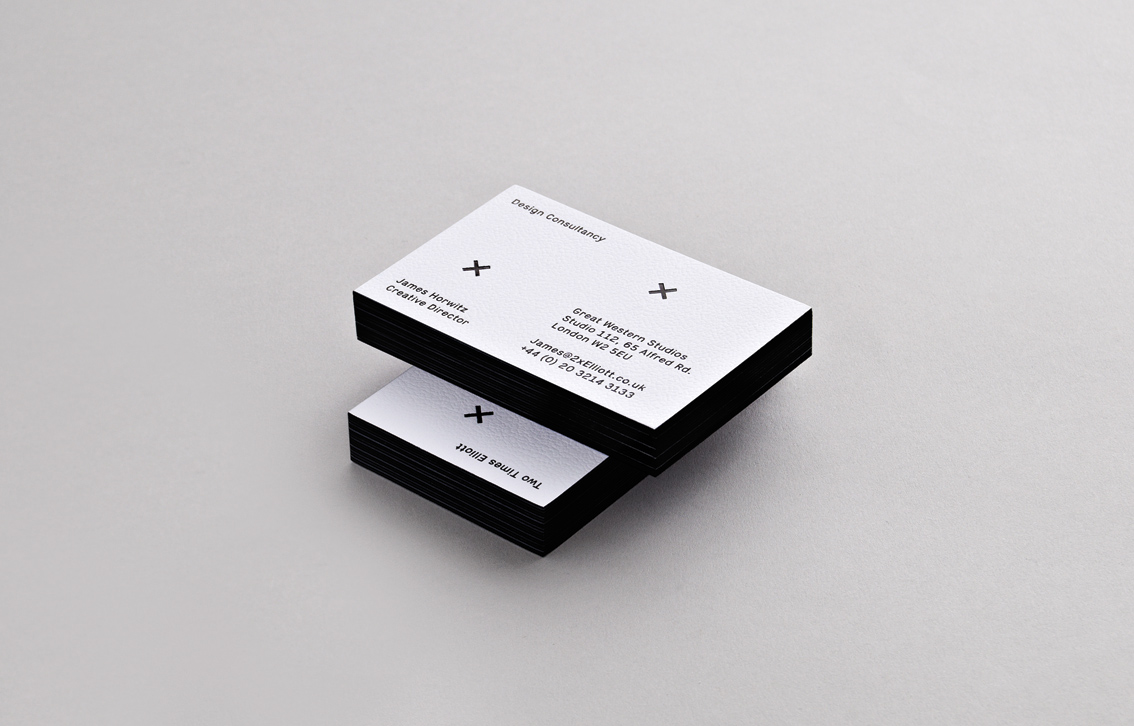 Design Consultancy
James Horwitz
Creative Director
Great Western Studios
Studio 112, 65 Alfred Rd.
London W2 5EU
James@2xElliott.co.uk
+44 (0) 20 3214 3133
Two Times Elliott